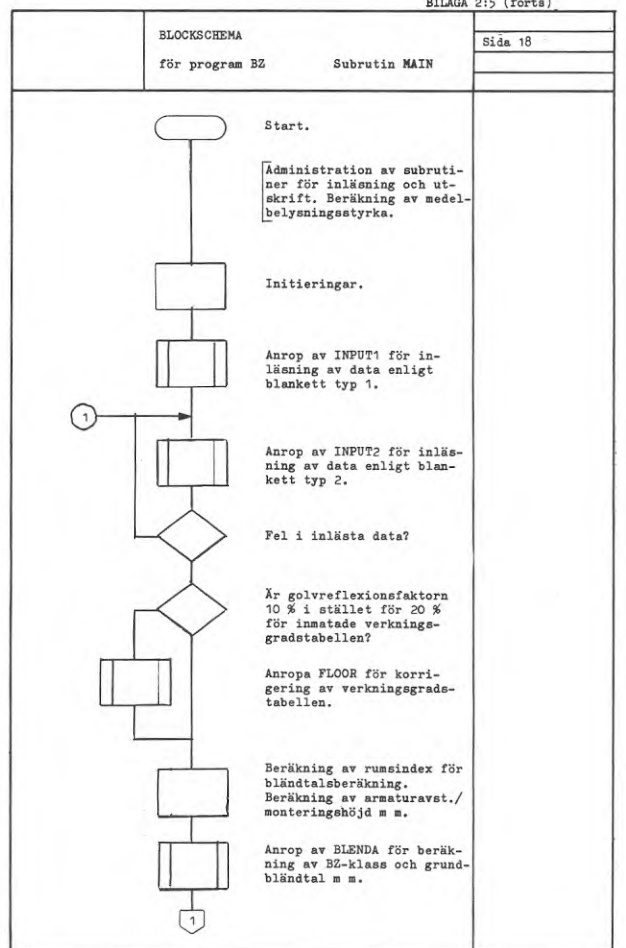 BILAGA 2:5 (forts)
BLOCKSCHEMA
Sida 18
för program BZ Subrutin MAIN
Start.
Administration av subruti-
ner för inläsning och ut-
skrift. Beräkning av medel-
belysningsstyrka.
Initieringar.
Anrop av INPUT1 för in-
läsning av data enligt
blankett typ 1.
1
Anrop av INPUT2 för inläs-
ning av data enligt blan-
kett typ 2.
Fel i inlästa data?
Är golvreflexionsfaktorn
10 % i stället för 20 %
för inmatade verknings-
gradstabellen?
Anropa FLOOR för korri-
gering av verkningsgrads-
tabellen.
Beräkning av rumsindex för
bländtalsberäkning.
Beräkning av armaturavst./
monteringshöjd m m.
Anrop av BLENDA för beräk-
ning av BZ-klass och grund-
bländtal m m.
1